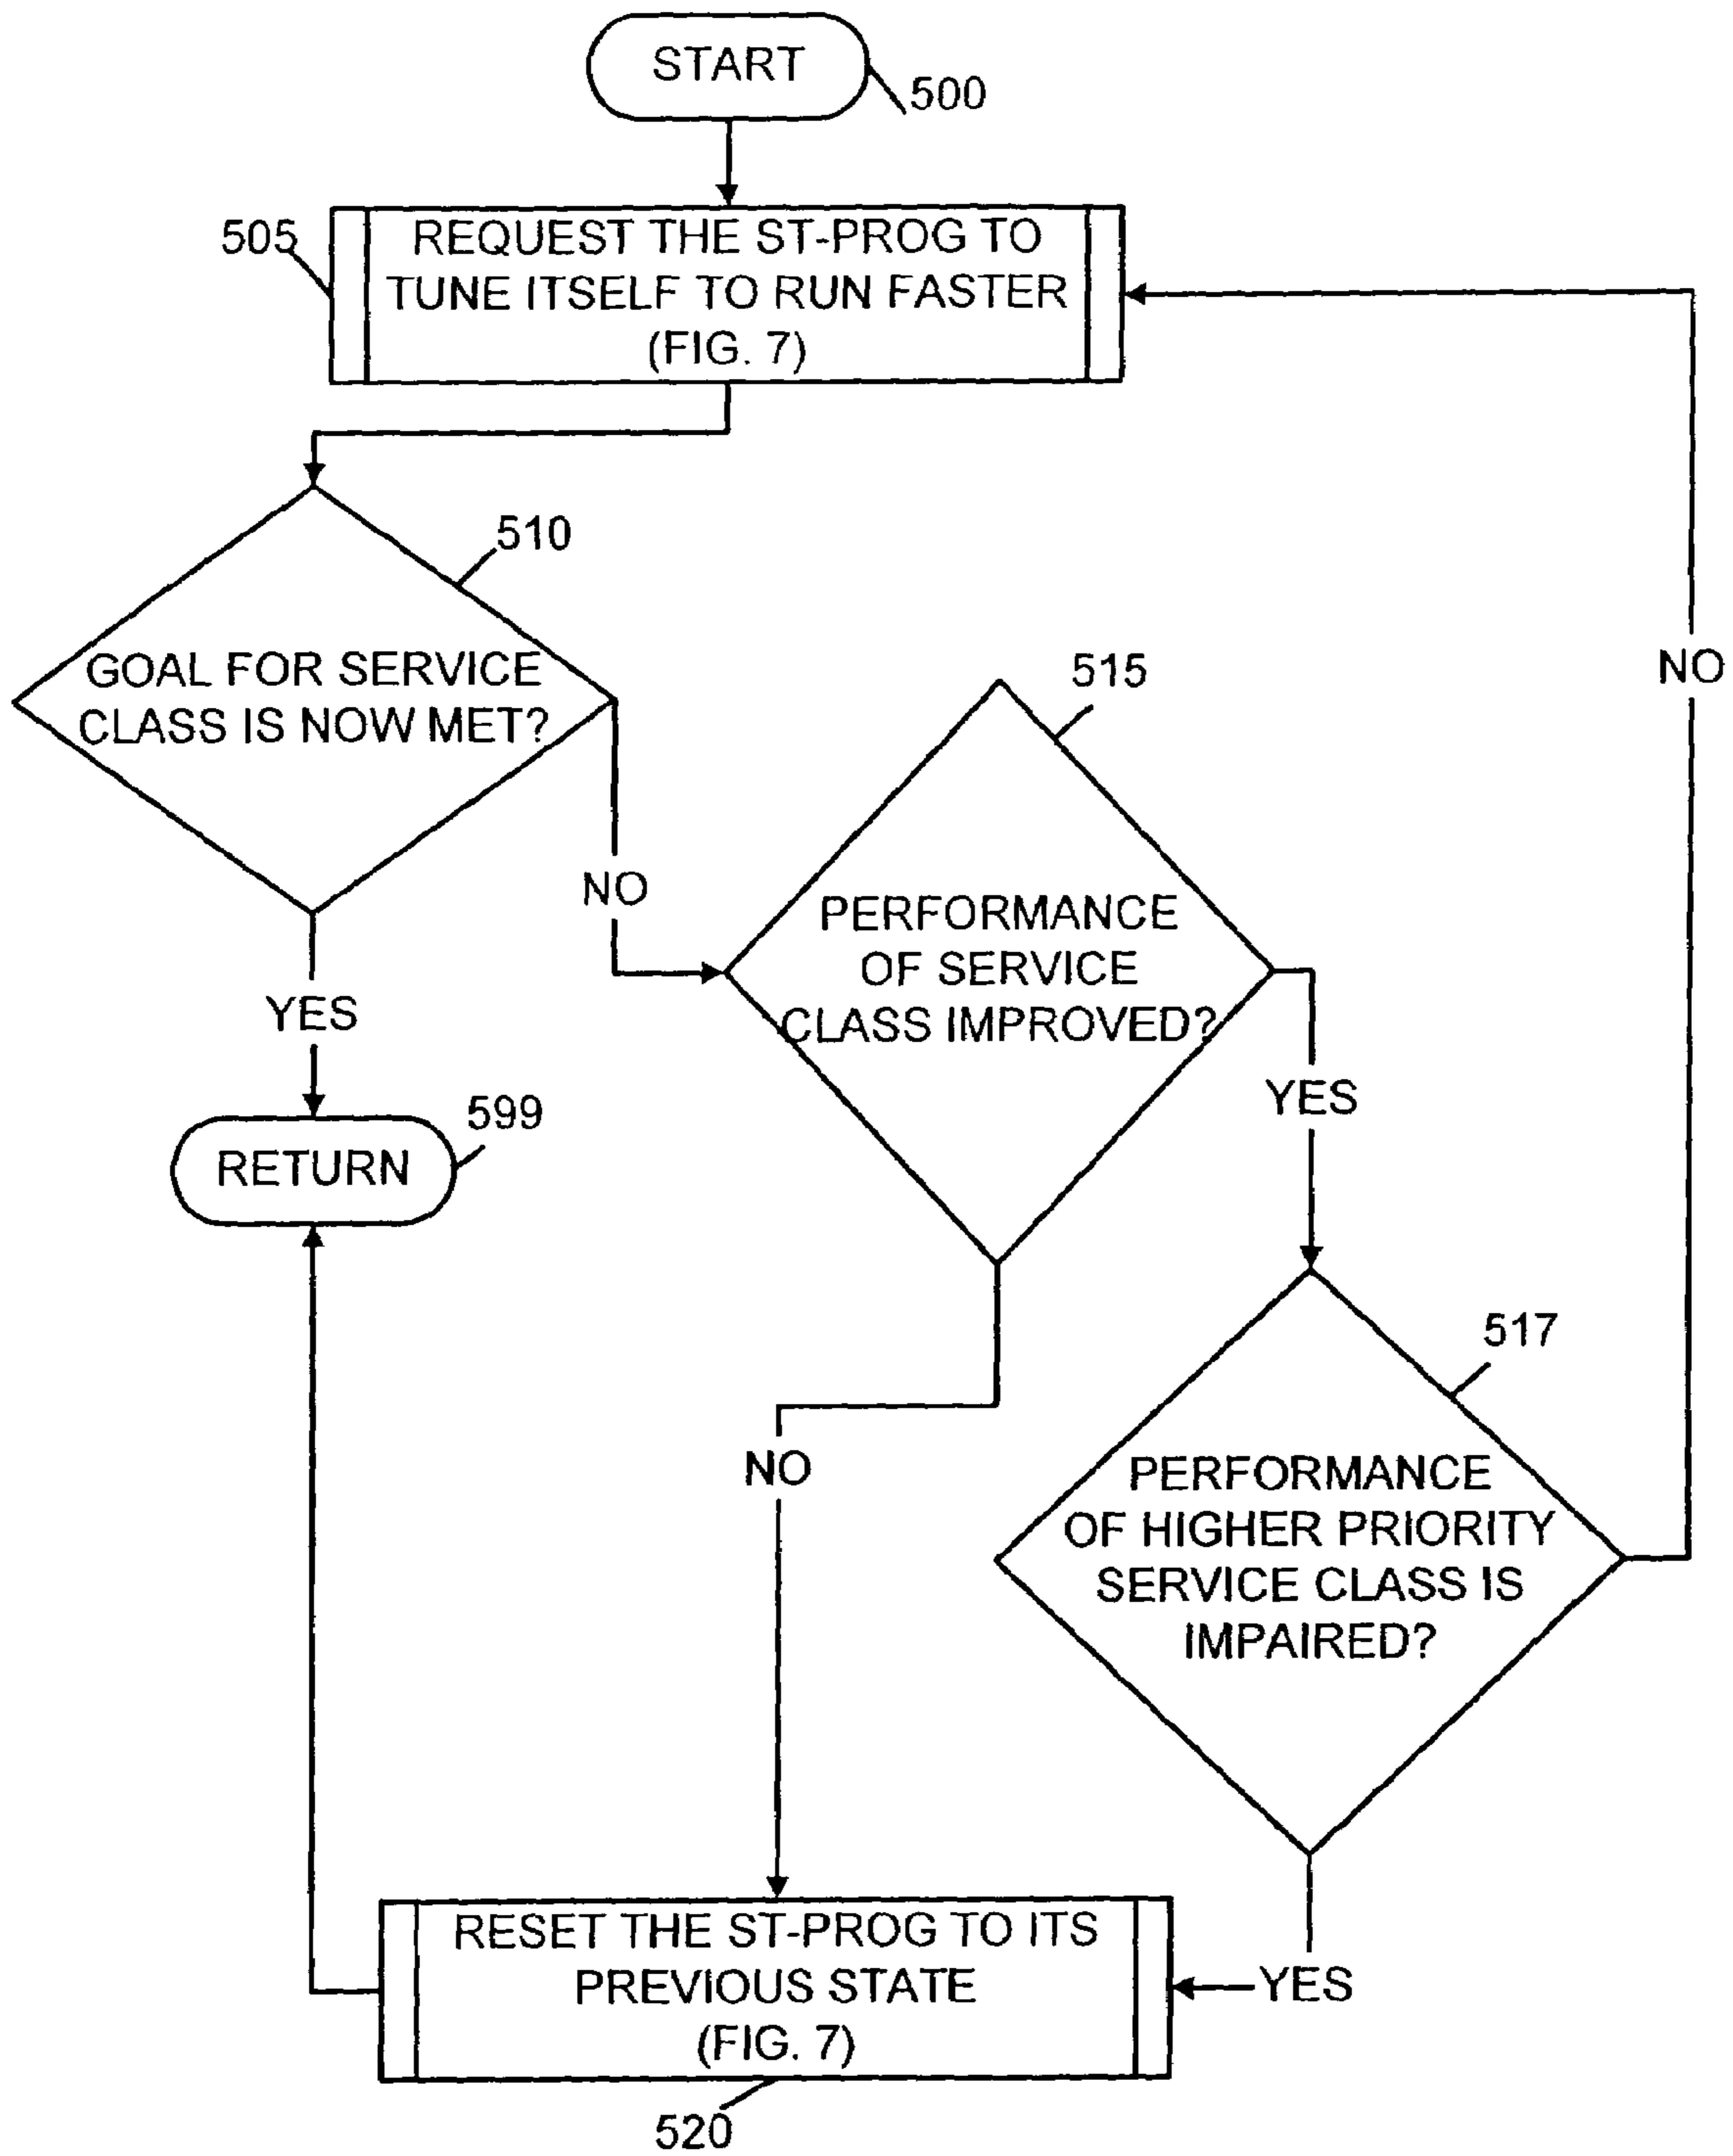 START
500
505
REQUEST THE ST-PROG TO
TUNE ITSELF TO RUN FASTER
(FIG. 7)
510
GOAL FOR SERVICE
CLASS IS NOW MET?
NO
515
NO
PERFORMANCE
OF SERVICE
CLASS IMPROVED?
YES
YES
599
RETURN
517
NO
PERFORMANCE
OF HIGHER PRIORITY
SERVICE CLASS IS
IMPAIRED?
RESET THE ST-PROG TO ITS
PREVIOUS STATE
(FIG. 7)
YES
520